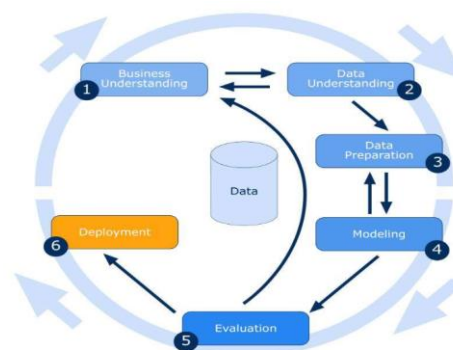 1
Business
Understanding
Data
Understanding
2
Data
Preparation
3
Data
6
Deployment
Modeling
4
5
Evaluation